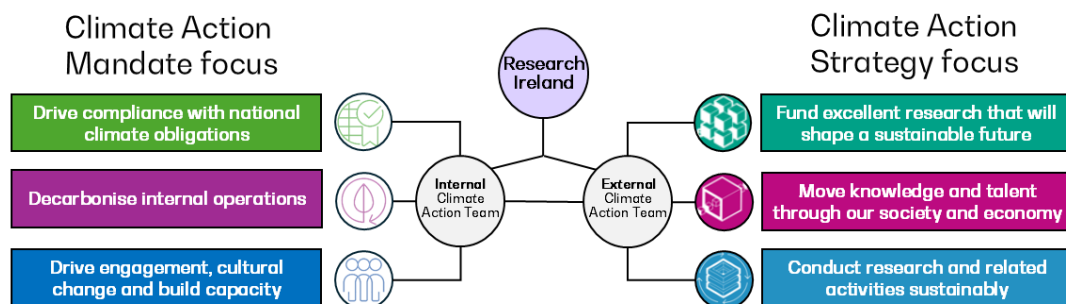 Climate Action
Mandate focus
Drive compliance with national
climate obligations
Decarbonise internal operations
Drive engagement, cultural
change and build capacity
Research
Ireland
Internal
Climate
Action Team
External
Climate
Action Team
Climate Action
Strategy focus
Fund excellent research that will
shape a sustainable future
Move knowledge and talent
through our society and economy
Conduct research and related
activities sustainably